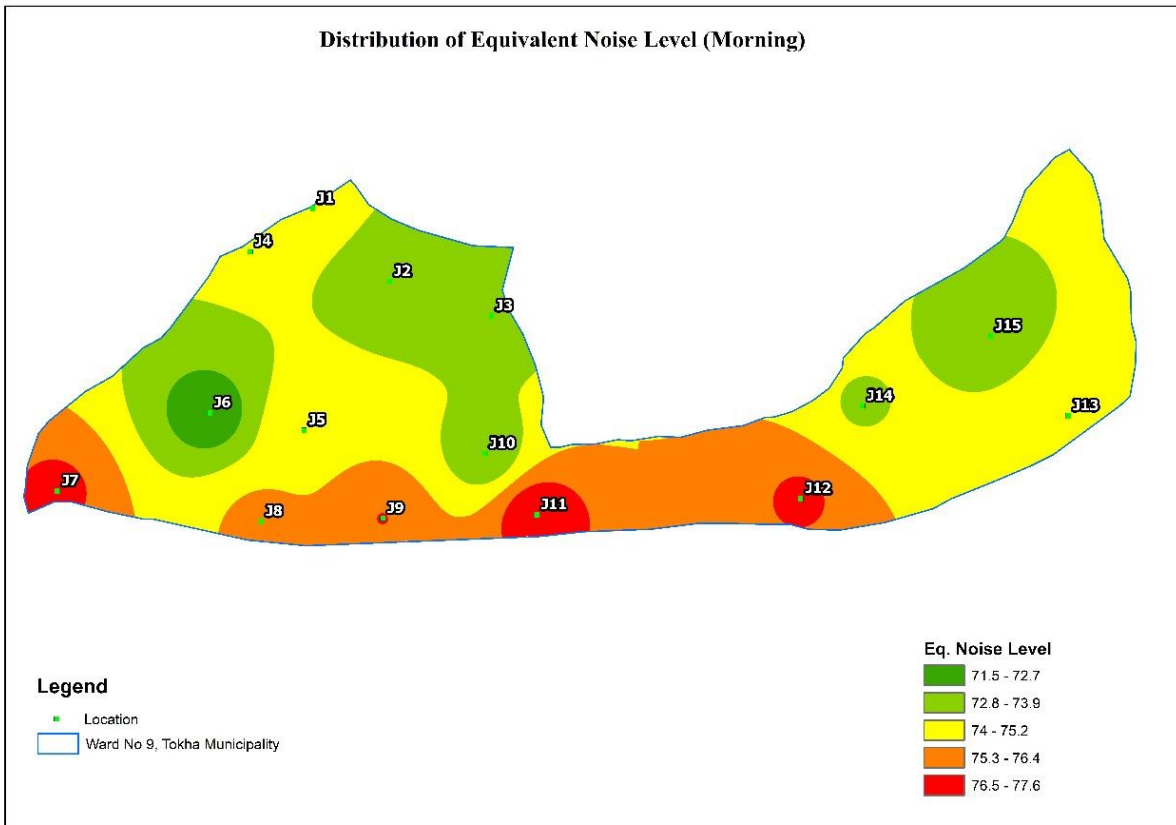 Distribution of Equivalent Noise Level (Morning)
J1
J4
J2
J3
J15
J6
J14
J13
J5
J10
J7
J12
J8
J9
J11
Eq. Noise Level
71.5 - 72.7
72.8 - 73.9
74 - 75.2
75.3 - 76.4
76.5 - 77.6
Legend
Location
Ward No 9, Tokha Municipality